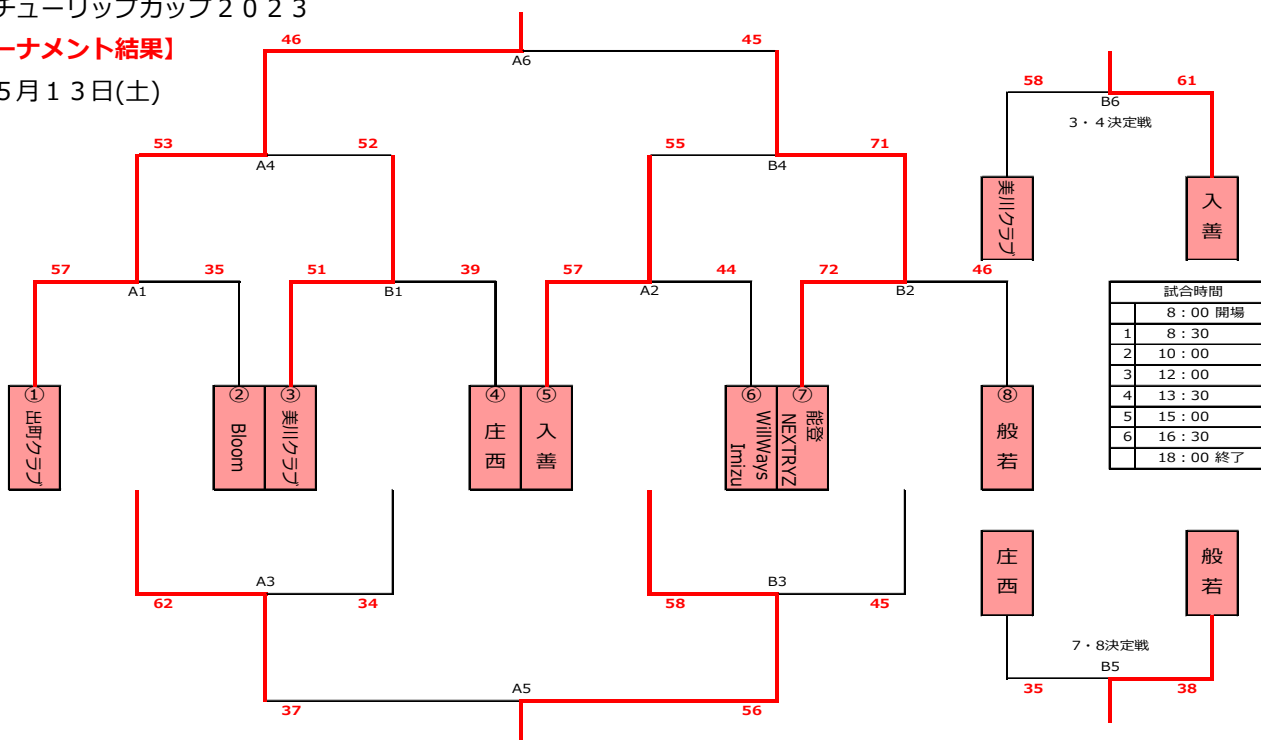 チューリップカップ２０２３
ーナメント結果】
５月１３日(土)
46
45
A6
58
61
B6
3・4決定戦
53
52
A4
55
71
B4
美川クラブ
入善
57
35
A1
51
39
B1
57
44
A2
72
46
B2
試合時間
8：00 開場
1 8：30
2 10：00
3 12：00
4 13：30
5 15：00
6 16：30
18：00 終了
①
出町クラブ
②
Bloom
③
美川クラブ
④
庄西
⑤
入善
⑥
WillWays
Imizu
⑦
能登
NEXTRYZ
⑧
般若
A3
62
34
B3
58
45
庄西
般若
7・8決定戦
B5
35
38
A5
37
56